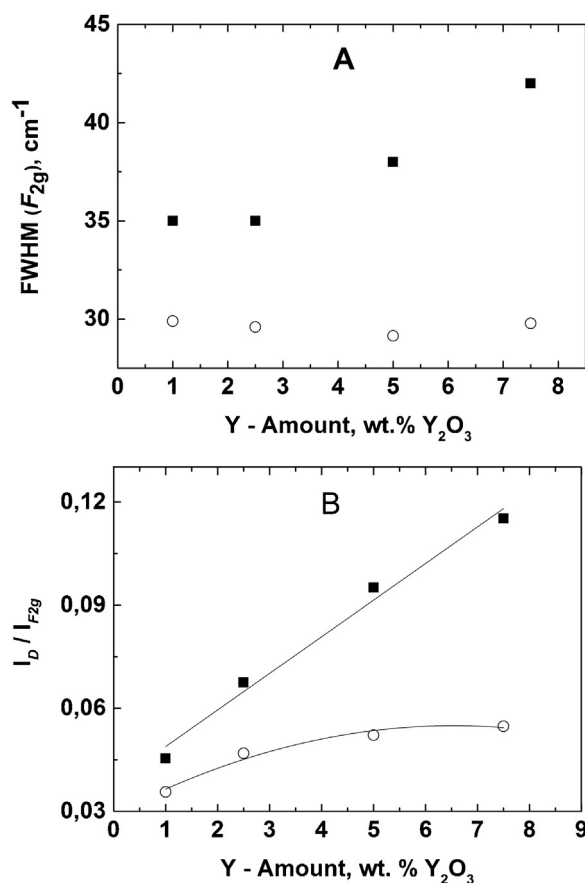 A
45
40
35
30
FWHM (F2g), cm-1
0 1 2 3 4 5 6 7 8
Y - Amount, wt.% Y2O3
B
0,12
0,09
0,06
0,03
ID / IF2g
0 1 2 3 4 5 6 7 8 9
Y - Amount, wt. % Y2O3